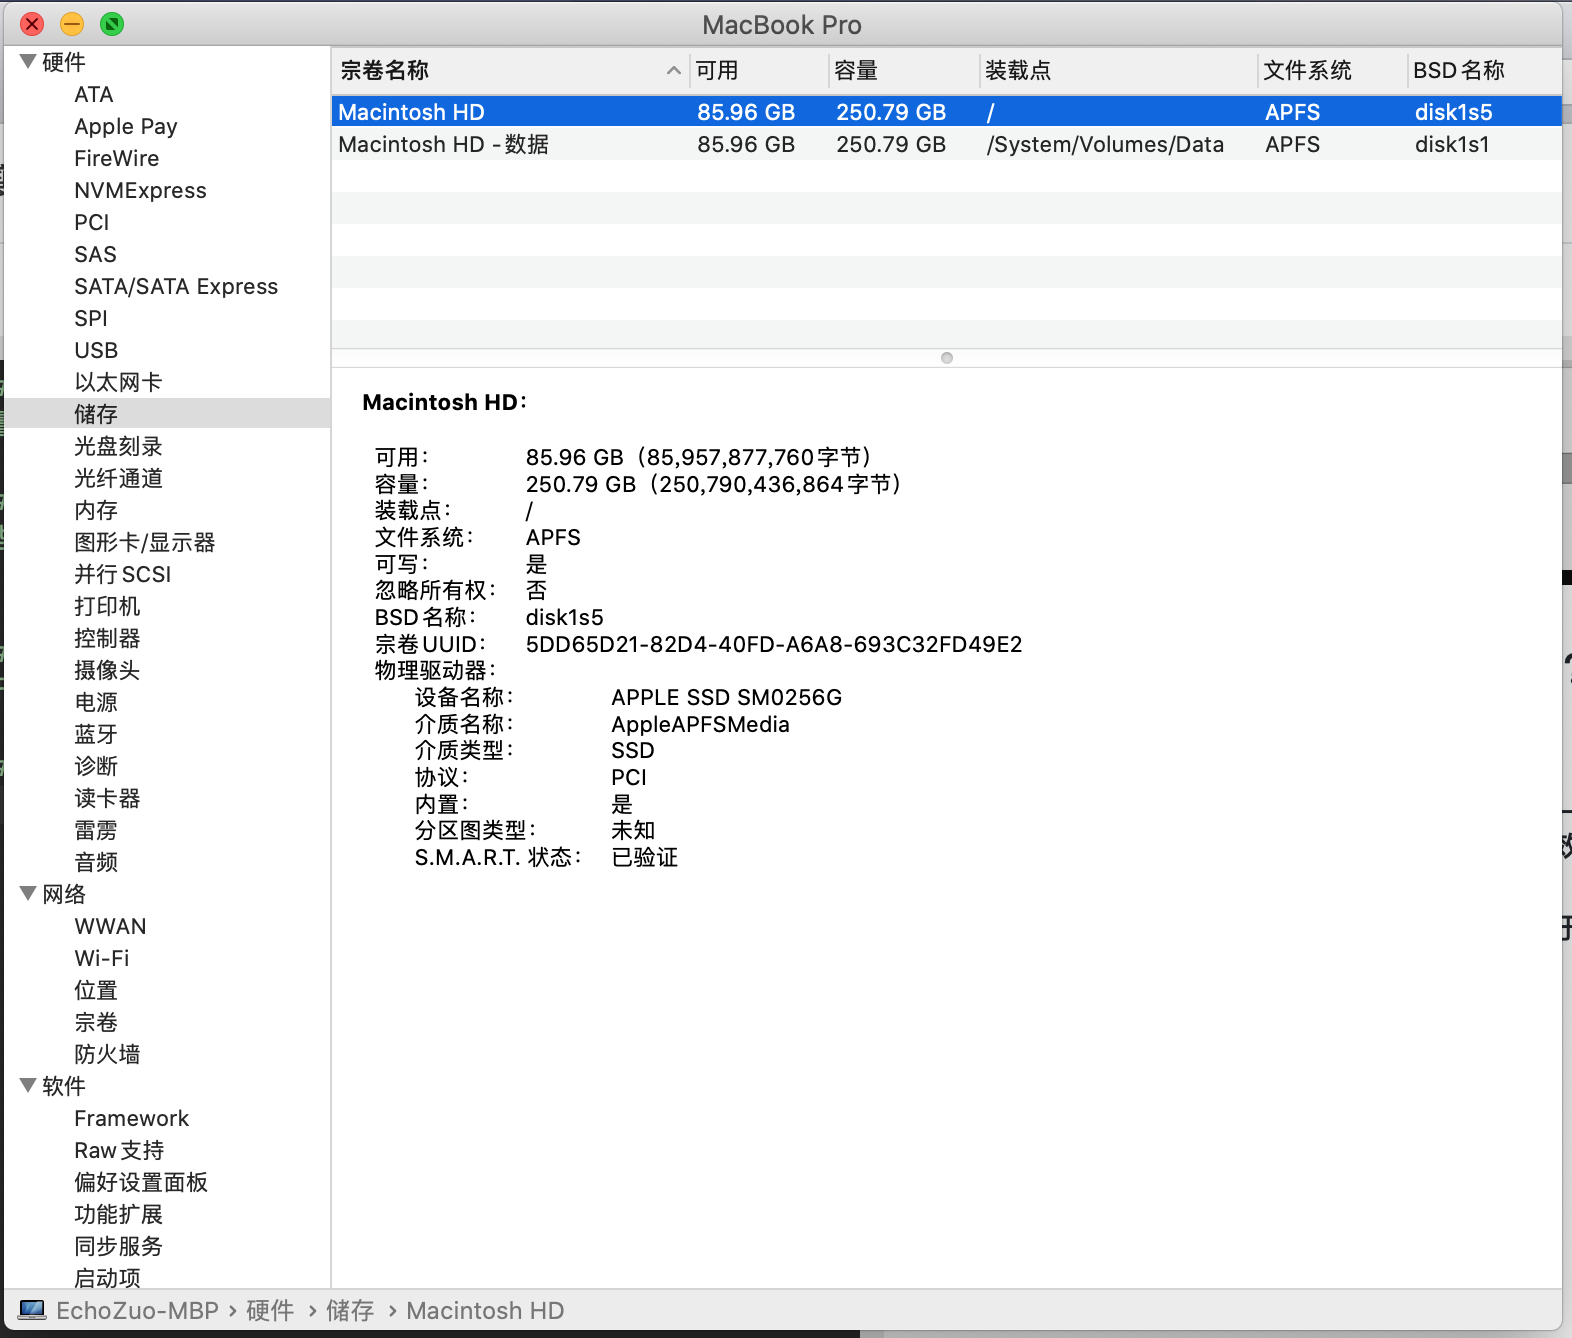 MacBook Pro
硬件
ATA
Apple Pay
FireWire
NVMExpress
PCI
SAS
SATA/SATA Express
SPI
USB
以太网卡
储存
光盘刻录
光纤通道
内存
图形卡/显示器
并行 SCSI
打印机
控制器
摄像头
电源
蓝牙
诊断
读卡器
雷雳
音频
网络
WWAN
Wi-Fi
位置
宗卷
防火墙
软件
Framework
Raw 支持
偏好设置面板
功能扩展
同步服务
启动项
宗卷名称 可用 容量 装载点 文件系统 BSD 名称
Macintosh HD 85.96 GB 250.79 GB / APFS disk1s5
Macintosh HD - 数据 85.96 GB 250.79 GB /System/Volumes/Data APFS disk1s1
Macintosh HD：
可用： 85.96 GB（85,957,877,760 字节）
容量： 250.79 GB（250,790,436,864 字节）
装载点： /
文件系统： APFS
可写： 是
忽略所有权： 否
BSD 名称： disk1s5
宗卷 UUID： 5DD65D21-82D4-40FD-A6A8-693C32FD49E2
物理驱动器：
设备名称： APPLE SSD SM0256G
介质名称： AppleAPFSMedia
介质类型： SSD
协议： PCI
内置： 是
分区图类型： 未知
S.M.A.R.T. 状态： 已验证
EchoZuo-MBP › 硬件 › 储存 › Macintosh HD